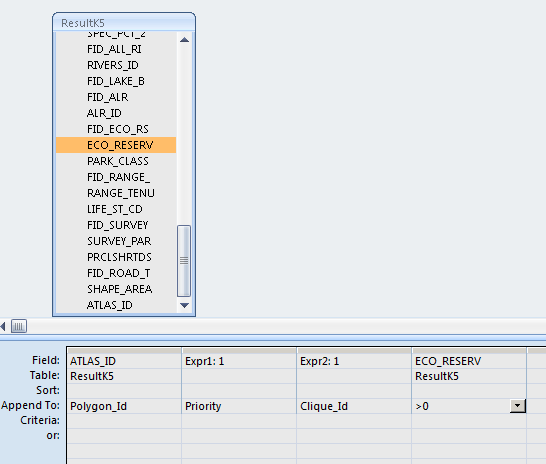 ResultK5
SPEC_PCT_2
FID_ALL_RI
RIVERS_ID
FID_LAKE_B
FID_ALR
ALR_ID
FID_ECO_RS
ECO_RESERV
PARK_CLASS
FID_RANGE_
RANGE_TENU
LIFE_ST_CD
FID_SURVEY
SURVEY_PAR
PRCLSHRTDS
FID_ROAD_T
SHAPE_AREA
ATLAS_ID
Field: ATLAS_ID Expr1: 1 Expr2: 1 ECO_RESERV
Table: ResultK5 ResultK5
Sort:
Append To: Polygon_Id Priority Clique_Id >0
Criteria:
or: